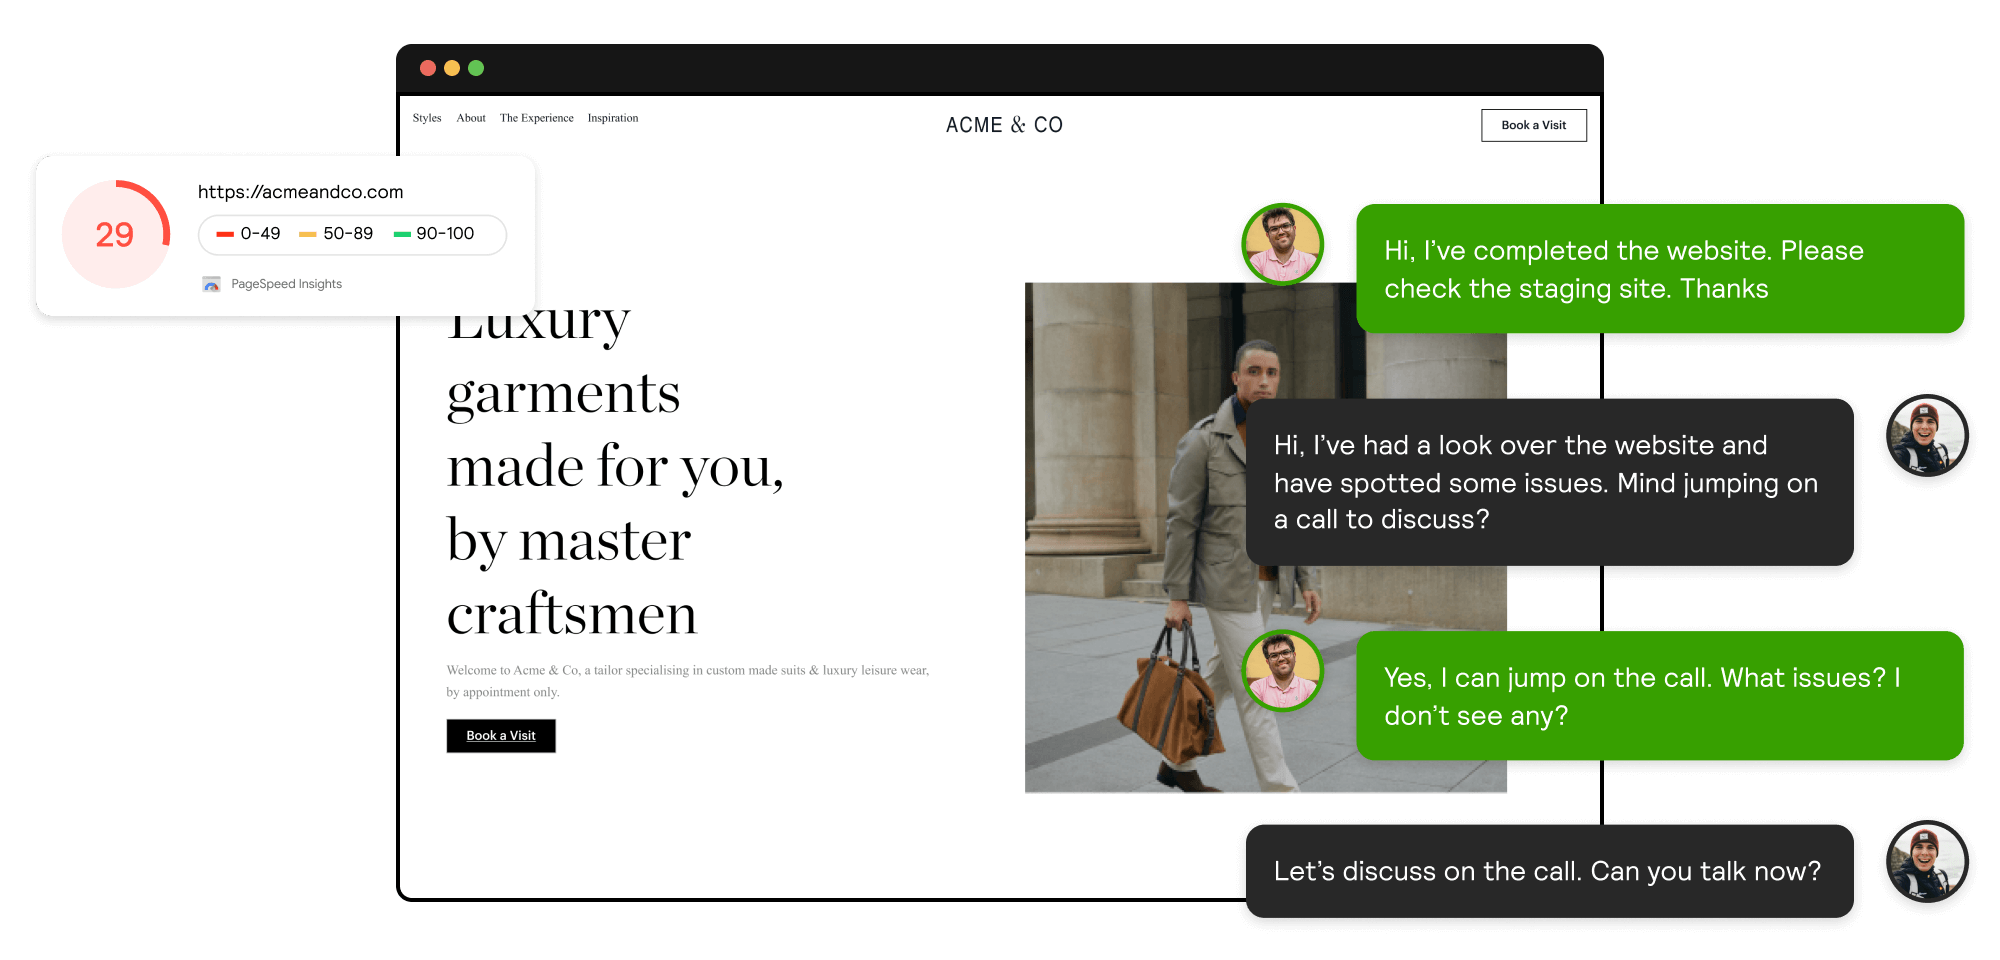 Styles About The Experience Inspiration
ACME & CO
Book a Visit
29
https://acmeandco.com
0-49 50-89 90-100
PageSpeed Insights
Luxury
garments
made for you,
by master
craftsmen
Welcome to Acme & Co, a tailor specialising in custom made suits & luxury leisure wear,
by appointment only.
Book a Visit
Hi, I’ve completed the website. Please
check the staging site. Thanks
Hi, I’ve had a look over the website and
have spotted some issues. Mind jumping on
a call to discuss?
Yes, I can jump on the call. What issues? I
don’t see any?
Let’s discuss on the call. Can you talk now?